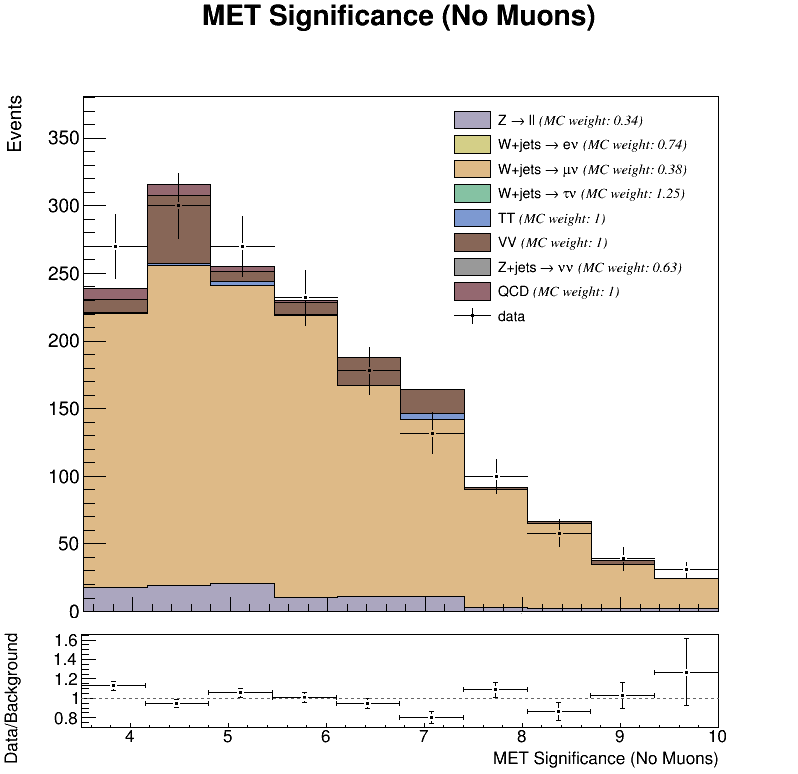 MET Significance (No Muons)
Events
350
300
250
200
150
100
50
0
Z → ll (MC weight: 0.34)
W+jets → eν (MC weight: 0.74)
W+jets → μν (MC weight: 0.38)
W+jets → τν (MC weight: 1.25)
TT (MC weight: 1)
VV (MC weight: 1)
Z+jets → νν (MC weight: 0.63)
QCD (MC weight: 1)
data
Data/Background
1.6
1.4
1.2
1
0.8
4 5 6 7 8 9 10
MET Significance (No Muons)